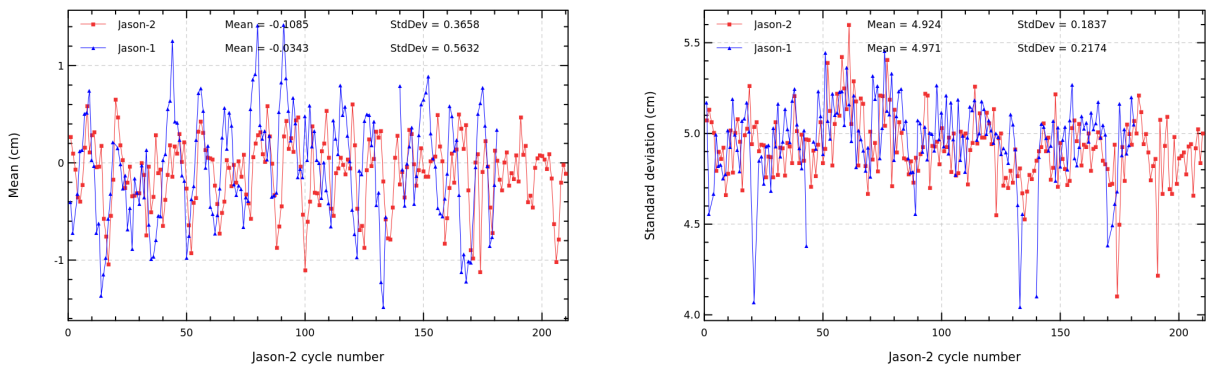 Jason-2 Mean = -0.1085 StdDev = 0.3658
Jason-1 Mean = -0.0343 StdDev = 0.5632
1
0
-1
Mean (cm)
0 50 100 150 200
Jason-2 cycle number
Jason-2 Mean = 4.924 StdDev = 0.1837
Jason-1 Mean = 4.971 StdDev = 0.2174
5.5
5.0
4.5
4.0
Standard deviation (cm)
0 50 100 150 200
Jason-2 cycle number